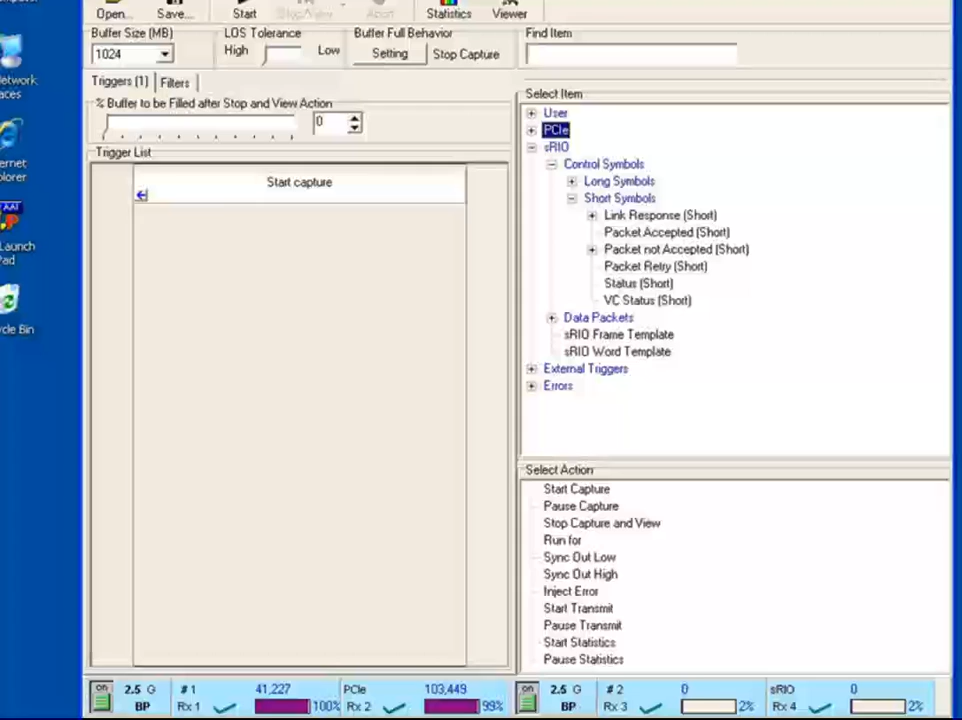 Open... Save... Start Stop/View Abort Statistics Viewer
Buffer Size (MB) LOS Tolerance Buffer Full Behavior Find Item
1024 High Low Setting Stop Capture
Triggers (1) Filters
% Buffer to be Filled after Stop and View Action
0
Trigger List
Start capture
Select Item
User
PCIe
sRIO
Control Symbols
Long Symbols
Short Symbols
Link Response (Short)
Packet Accepted (Short)
Packet not Accepted (Short)
Packet Retry (Short)
Status (Short)
VC Status (Short)
Data Packets
sRIO Frame Template
sRIO Word Template
External Triggers
Errors
Select Action
Start Capture
Pause Capture
Stop Capture and View
Run for
Sync Out Low
Sync Out High
Inject Error
Start Transmit
Pause Transmit
Start Statistics
Pause Statistics
on 2.5 G # 1 41,227 PCIe 103,449 on 2.5 G # 2 0 sRIO 0
BP Rx 1 100% Rx 2 99% BP Rx 3 2% Rx 4 2%
etwork
aces
ernet
plorer
AAI
Launch
Pad
ycle Bin